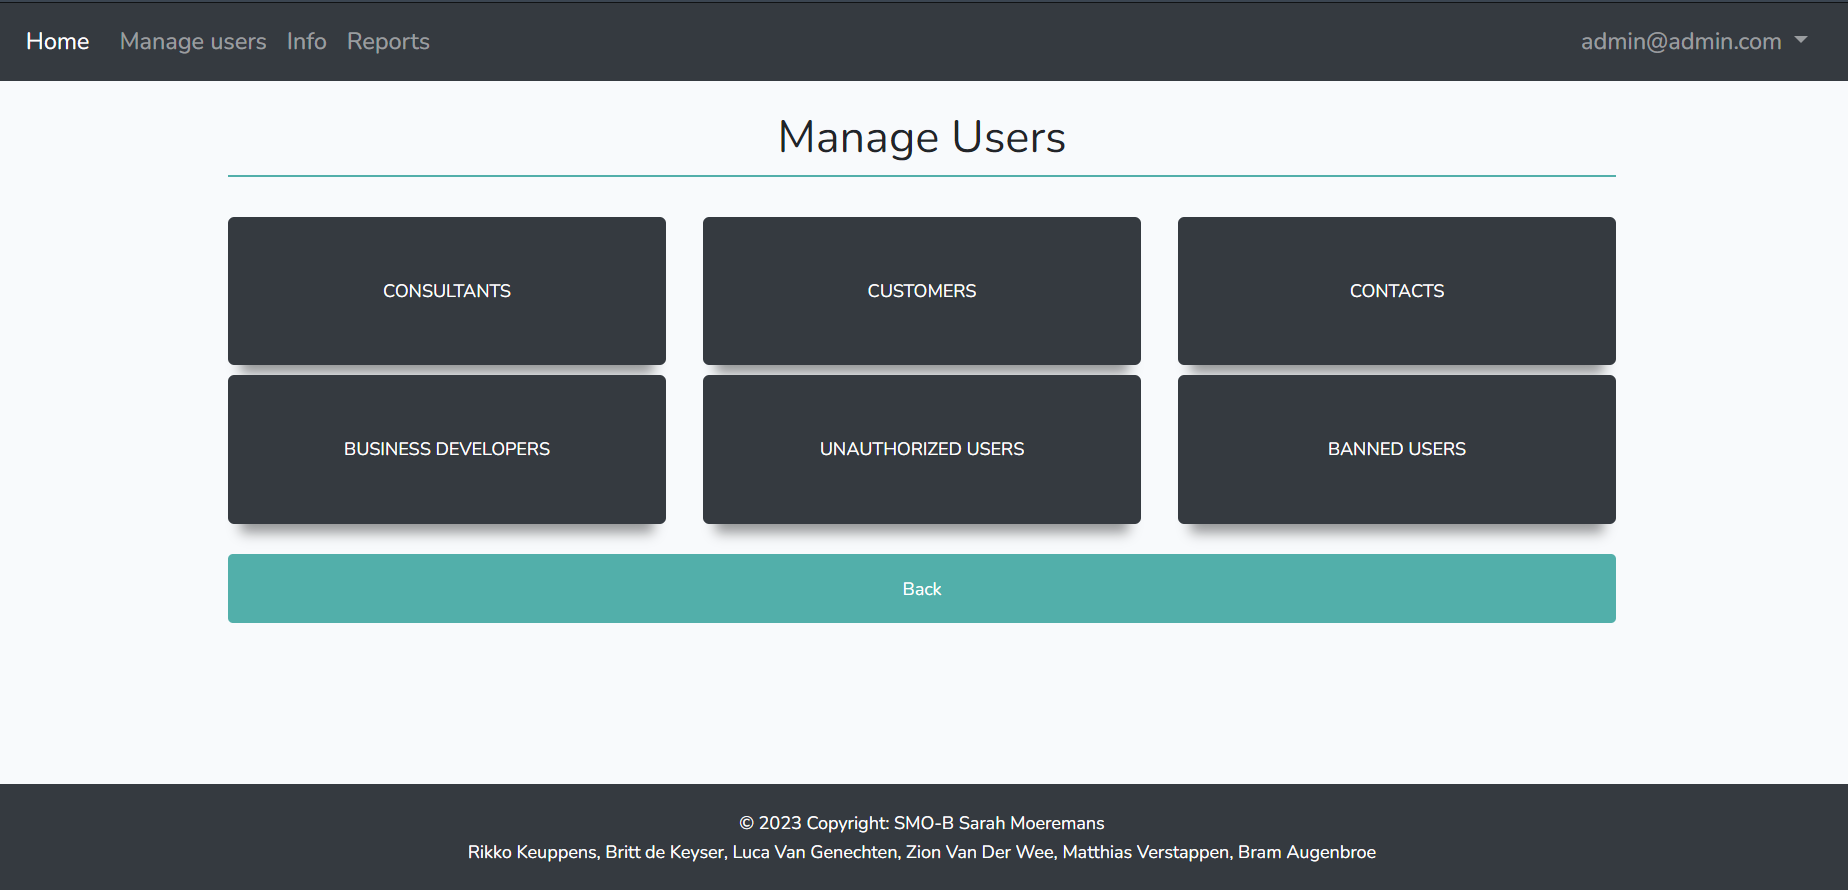 Home Manage users Info Reports admin@admin.com
Manage Users
CONSULTANTS CUSTOMERS CONTACTS
BUSINESS DEVELOPERS UNAUTHORIZED USERS BANNED USERS
Back
© 2023 Copyright: SMO-B Sarah Moeremans
Rikko Keuppens, Britt de Keyser, Luca Van Genechten, Zion Van Der Wee, Matthias Verstappen, Bram Augenbroe